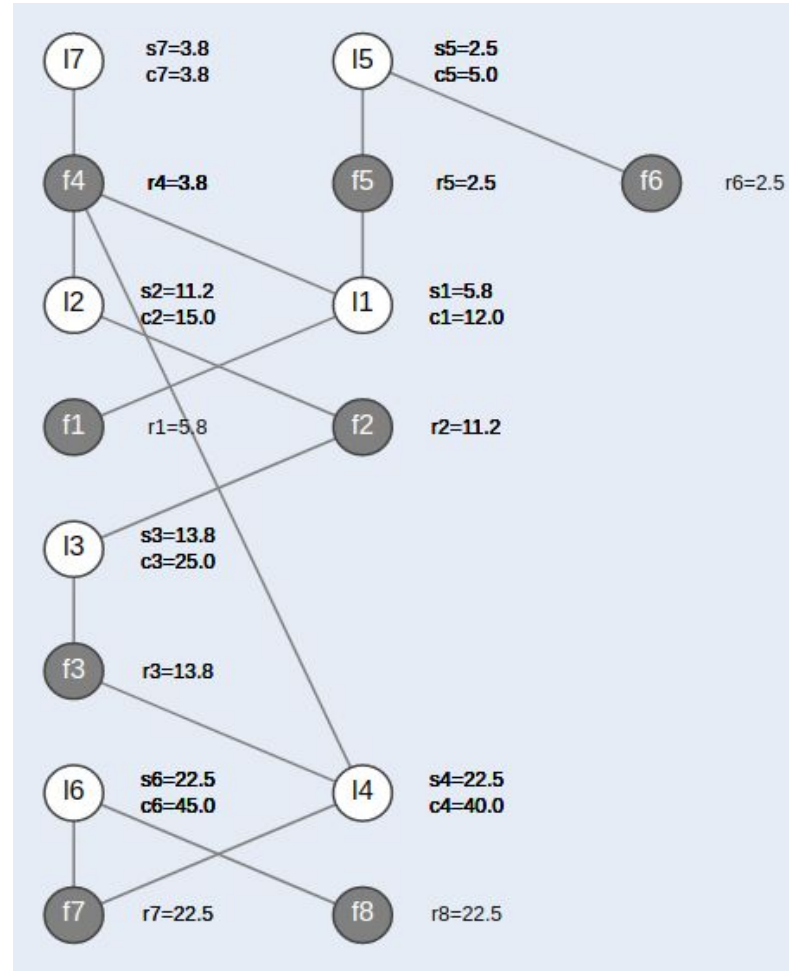 l7
s7=3.8
c7=3.8
l5
s5=2.5
c5=5.0
f4
r4=3.8
f5
r5=2.5
f6
r6=2.5
l2
s2=11.2
c2=15.0
l1
s1=5.8
c1=12.0
f1
r1=5.8
f2
r2=11.2
l3
s3=13.8
c3=25.0
f3
r3=13.8
l6
s6=22.5
c6=45.0
l4
s4=22.5
c4=40.0
f7
r7=22.5
f8
r8=22.5